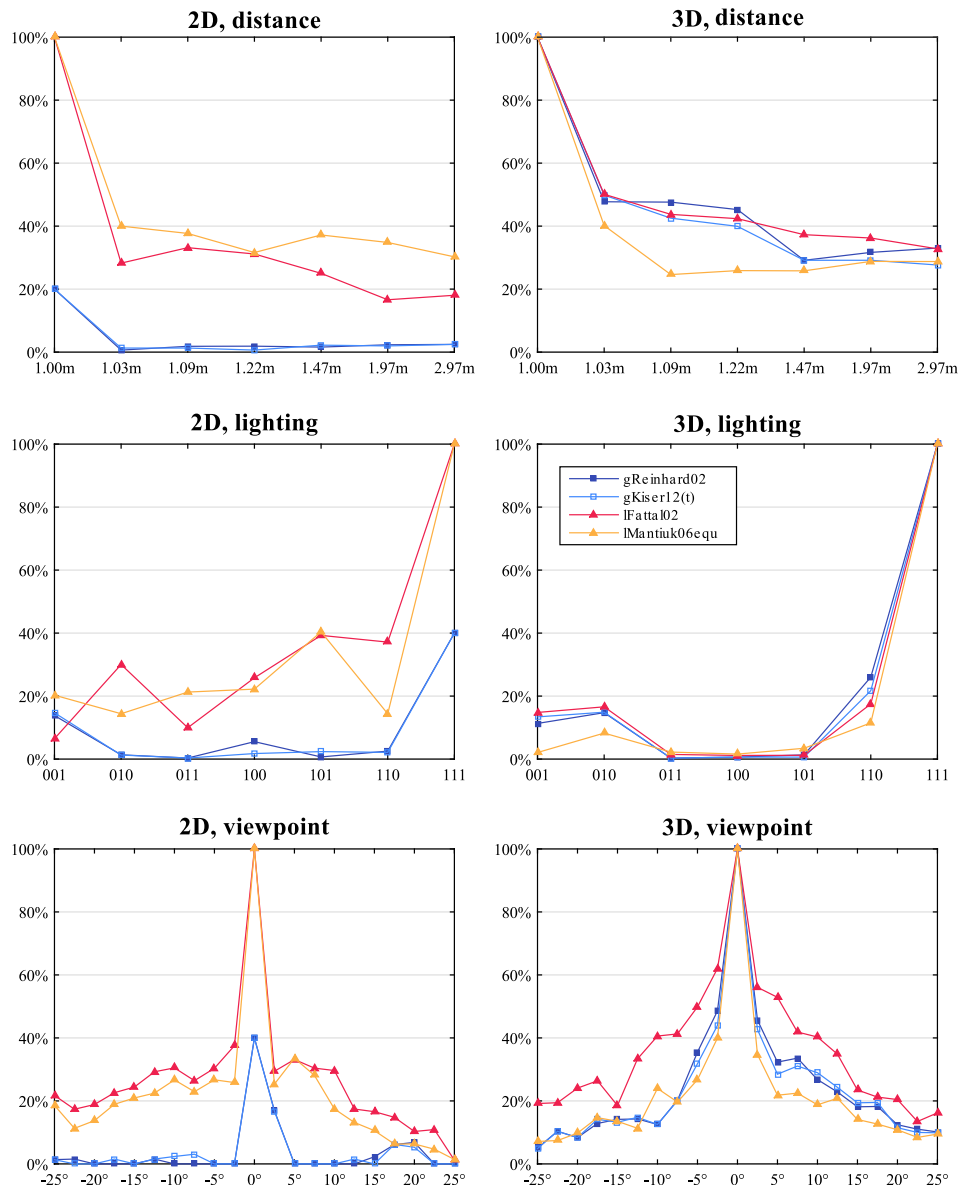 2D, distance
3D, distance
100%
80%
60%
40%
20%
0%
1.00m 1.03m 1.09m 1.22m 1.47m 1.97m 2.97m
100%
80%
60%
40%
20%
0%
1.00m 1.03m 1.09m 1.22m 1.47m 1.97m 2.97m
2D, lighting
3D, lighting
100%
80%
60%
40%
20%
0%
001 010 011 100 101 110 111
100%
80%
60%
40%
20%
0%
001 010 011 100 101 110 111
gReinhard02
gKiser12(t)
lFattal02
lMantiuk06equ
2D, viewpoint
3D, viewpoint
100%
80%
60%
40%
20%
0%
-25° -20° -15° -10° -5° 0° 5° 10° 15° 20° 25°
100%
80%
60%
40%
20%
0%
-25° -20° -15° -10° -5° 0° 5° 10° 15° 20° 25°